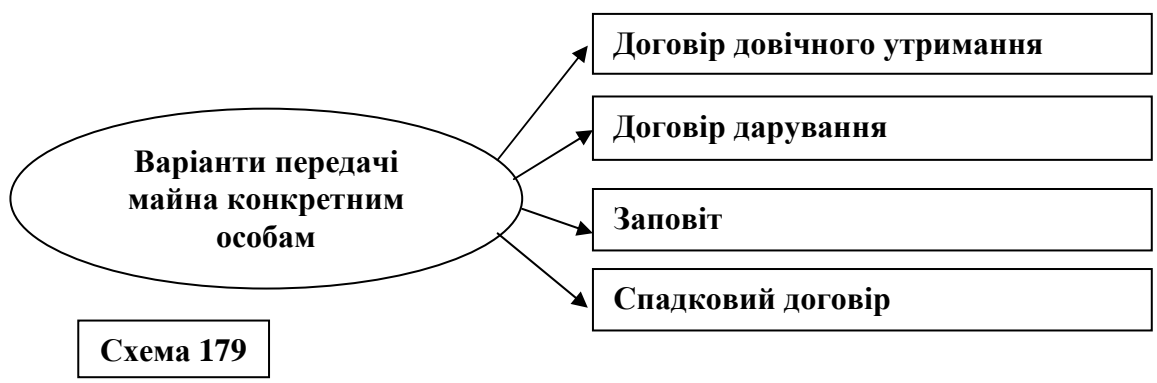 Договір довічного утримання
Договір дарування
Варіанти передачі
майна конкретним
особам
Заповіт
Спадковий договір
Схема 179